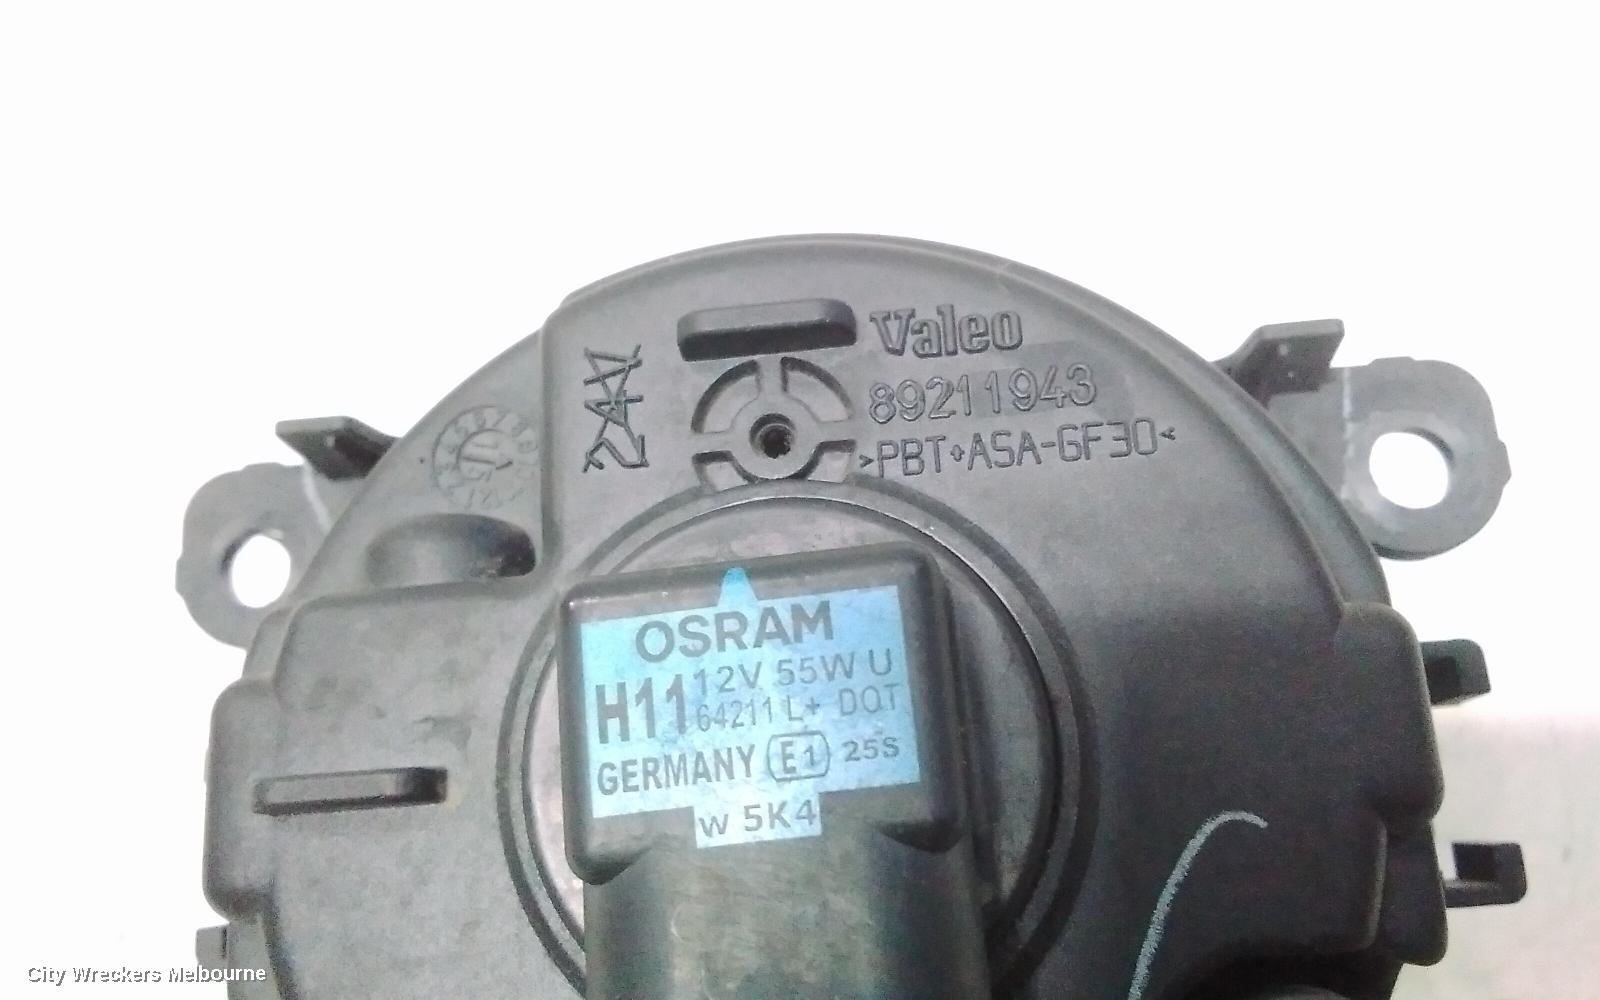 Valeo
89211943
>PBT+ASA-GF30<
OSRAM
12V 55W U
H11 64211 L+ DOT
GERMANY E1 25S
W 5K4
City Wreckers Melbourne